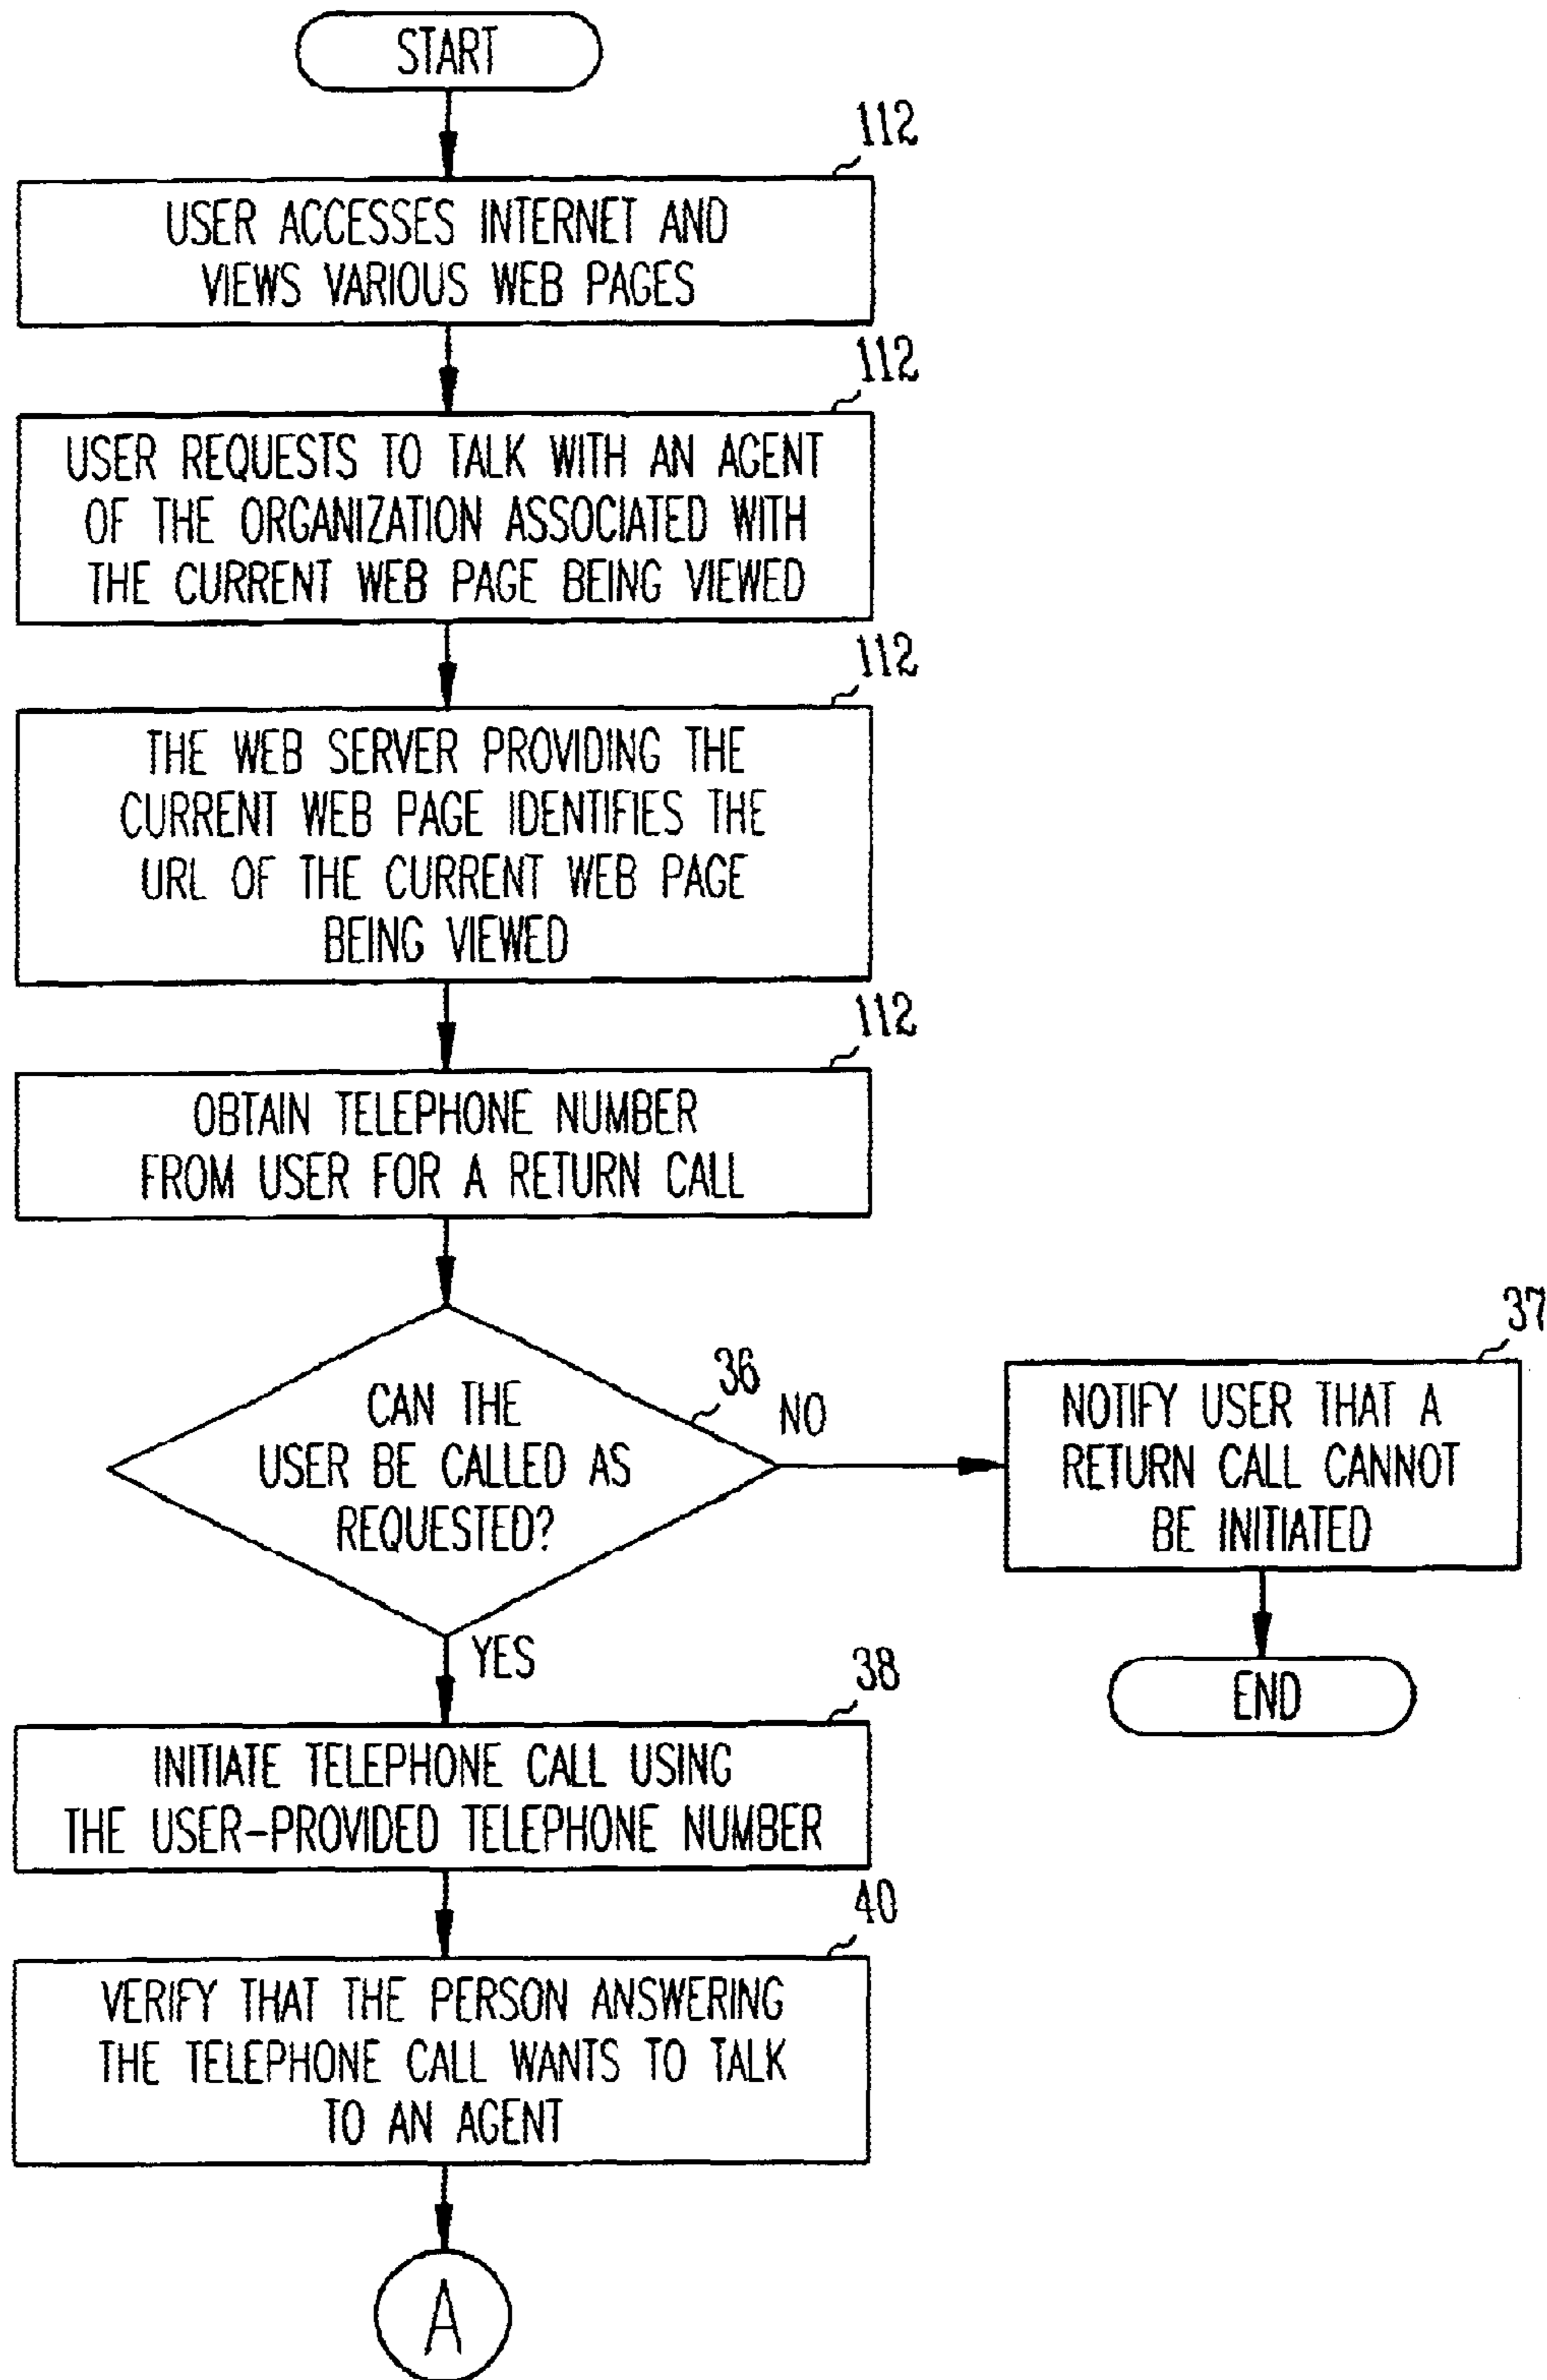 START
112
USER ACCESSES INTERNET AND
VIEWS VARIOUS WEB PAGES
112
USER REQUESTS TO TALK WITH AN AGENT
OF THE ORGANIZATION ASSOCIATED WITH
THE CURRENT WEB PAGE BEING VIEWED
112
THE WEB SERVER PROVIDING THE
CURRENT WEB PAGE IDENTIFIES THE
URL OF THE CURRENT WEB PAGE
BEING VIEWED
112
OBTAIN TELEPHONE NUMBER
FROM USER FOR A RETURN CALL
36
CAN THE
USER BE CALLED AS
REQUESTED?
NO
37
NOTIFY USER THAT A
RETURN CALL CANNOT
BE INITIATED
END
YES
38
INITIATE TELEPHONE CALL USING
THE USER-PROVIDED TELEPHONE NUMBER
40
VERIFY THAT THE PERSON ANSWERING
THE TELEPHONE CALL WANTS TO TALK
TO AN AGENT
A